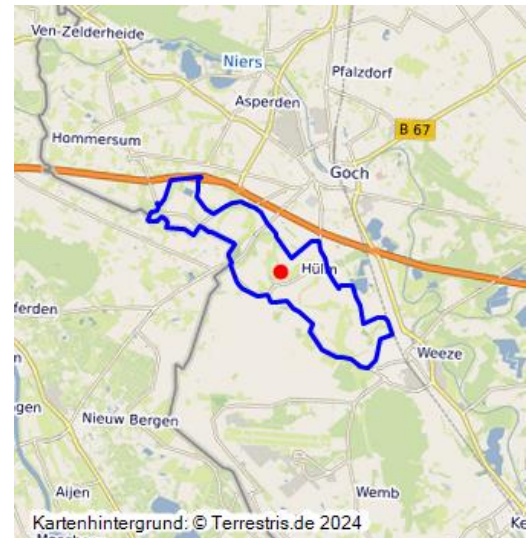 Ven-Zelderheide
Niers
Pfalzdorf
Asperden
B 67
Hommersum
Goch
Hülm
ferden
Weeze
gen
Nieuw Bergen
Aijen
Wemb
Ke
Kartenhintergrund: © Terrestris.de 2024